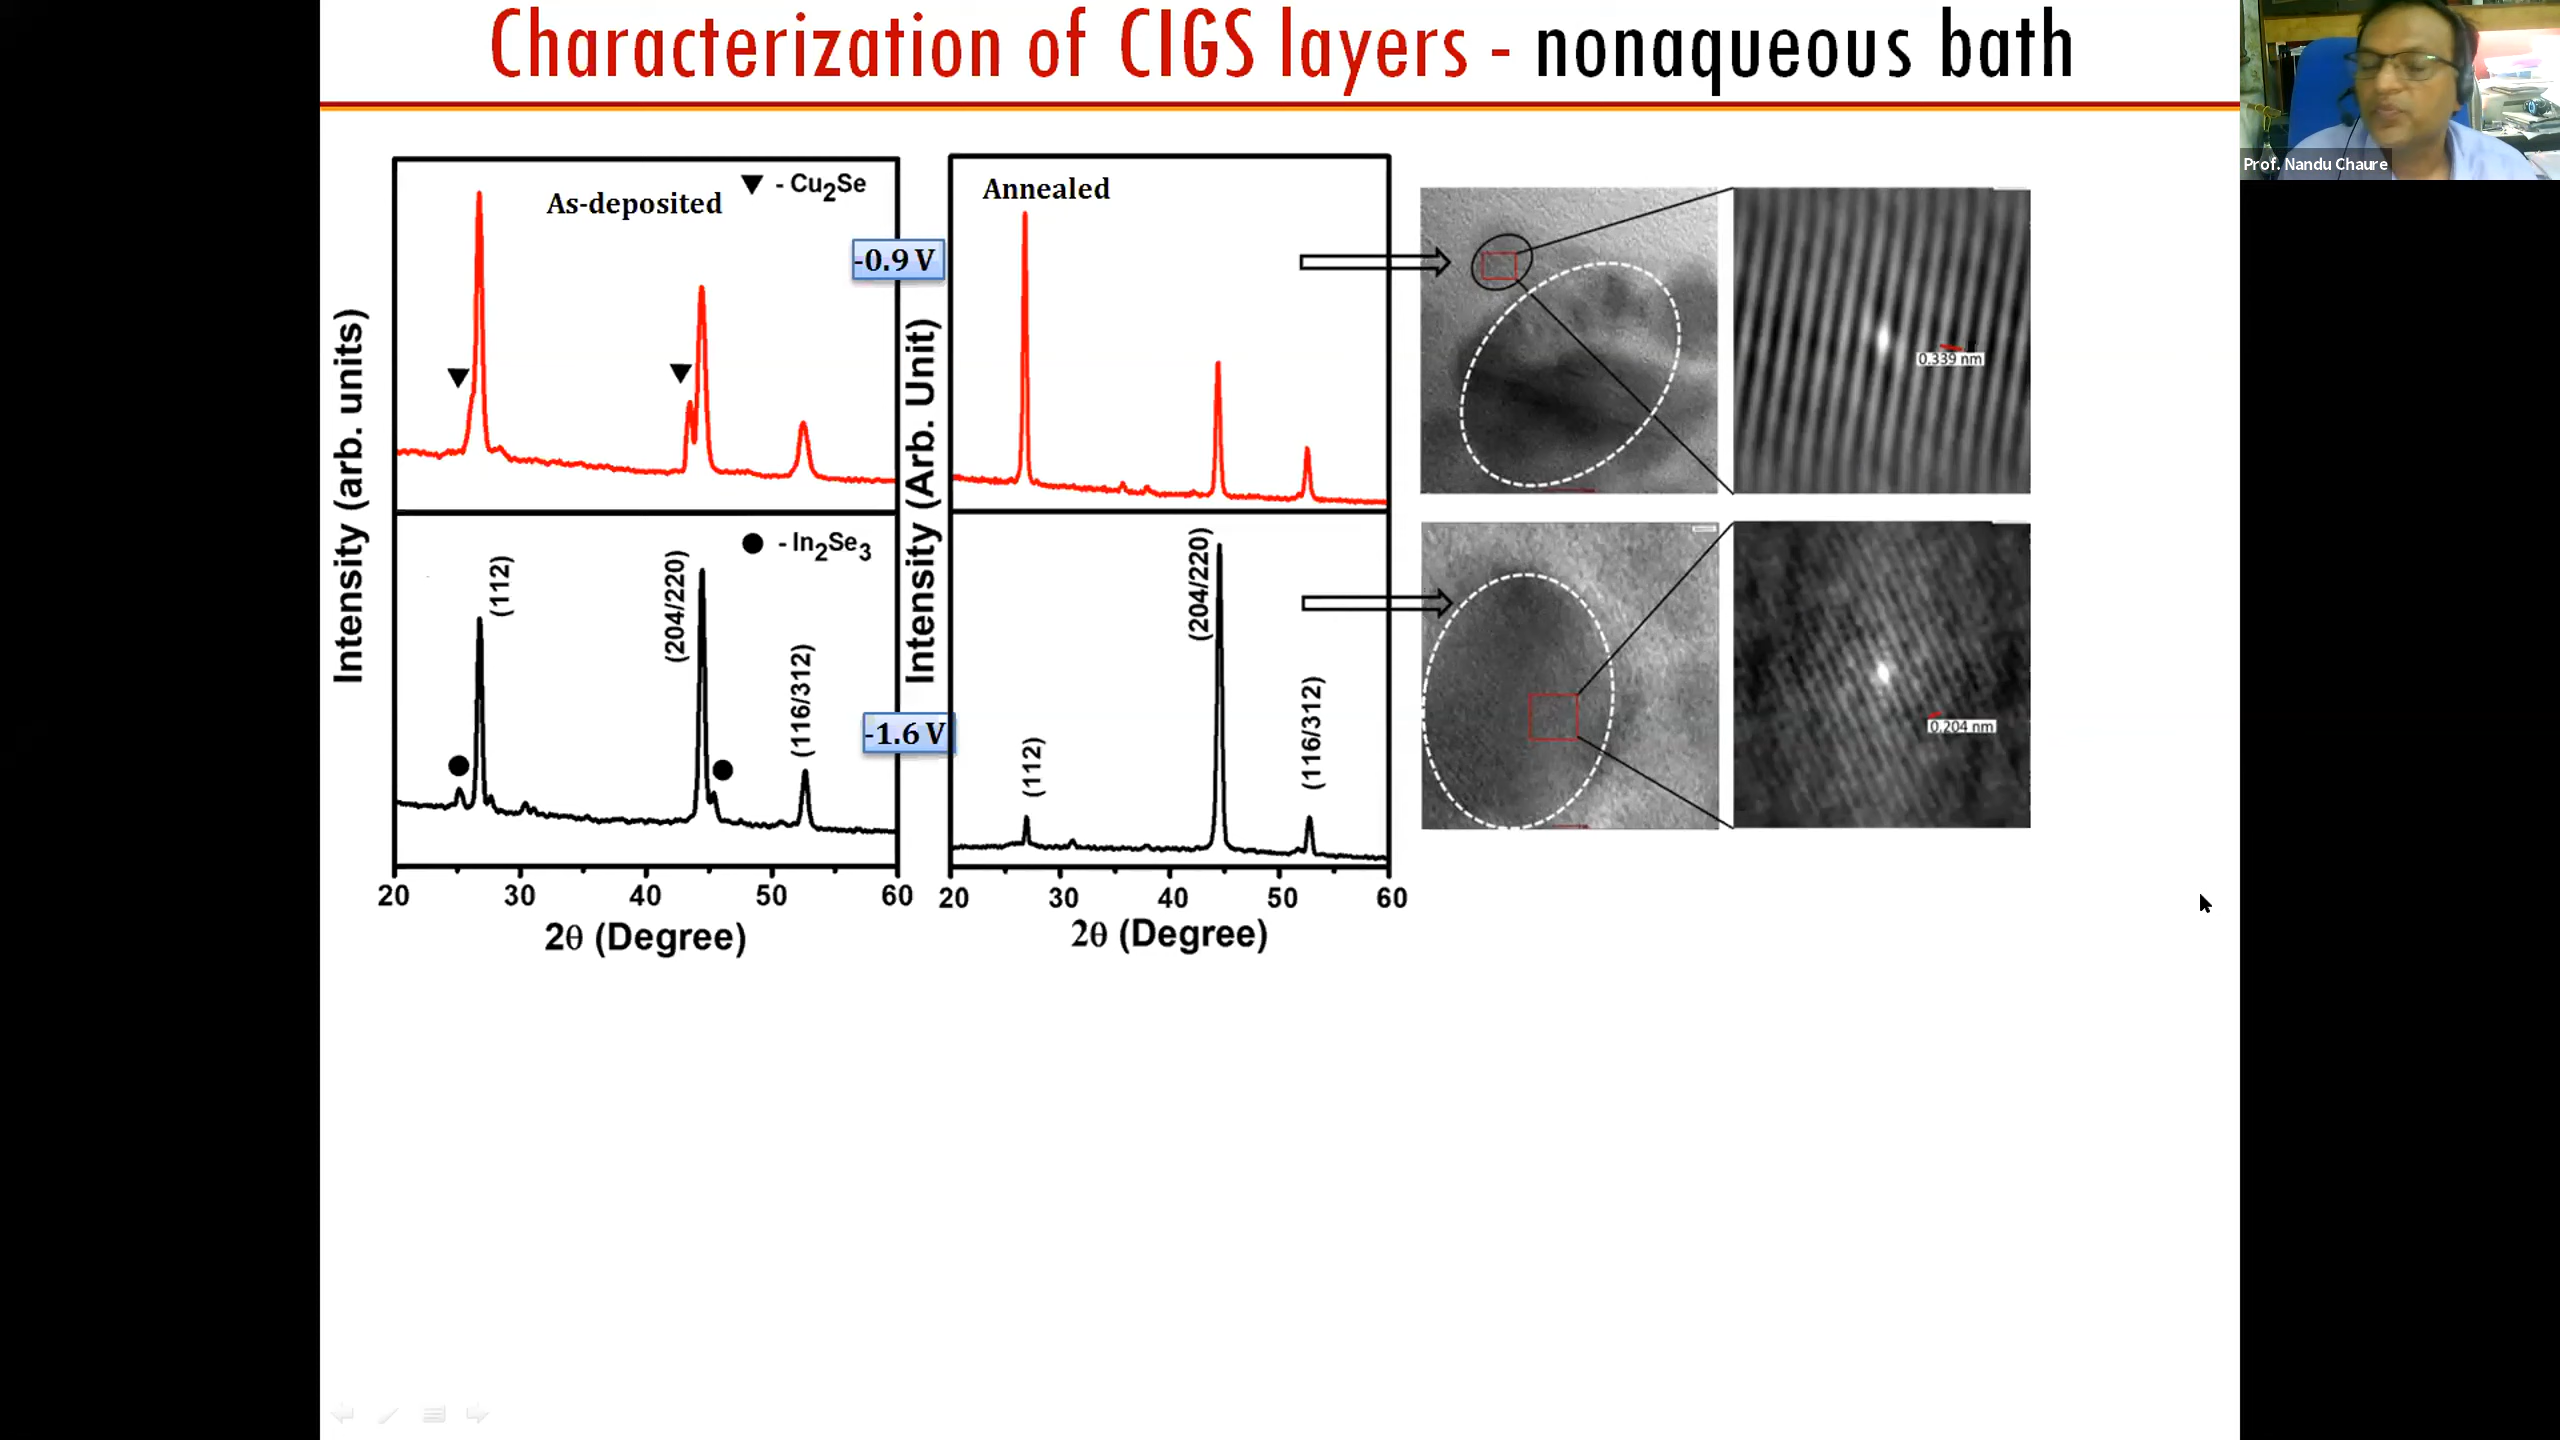 Characterization of CIGS layers - nonaqueous bath
Prof. Nandu Chaure
As-deposited
▼ - Cu2Se
-0.9 V
Annealed
Intensity (arb. units)
Intensity (Arb. Unit)
● - In2Se3
(112)
(204/220)
(116/312)
-1.6 V
(112)
(204/220)
(116/312)
0.339 nm
0.204 nm
20 30 40 50 60
20 30 40 50 60
2θ (Degree)
2θ (Degree)